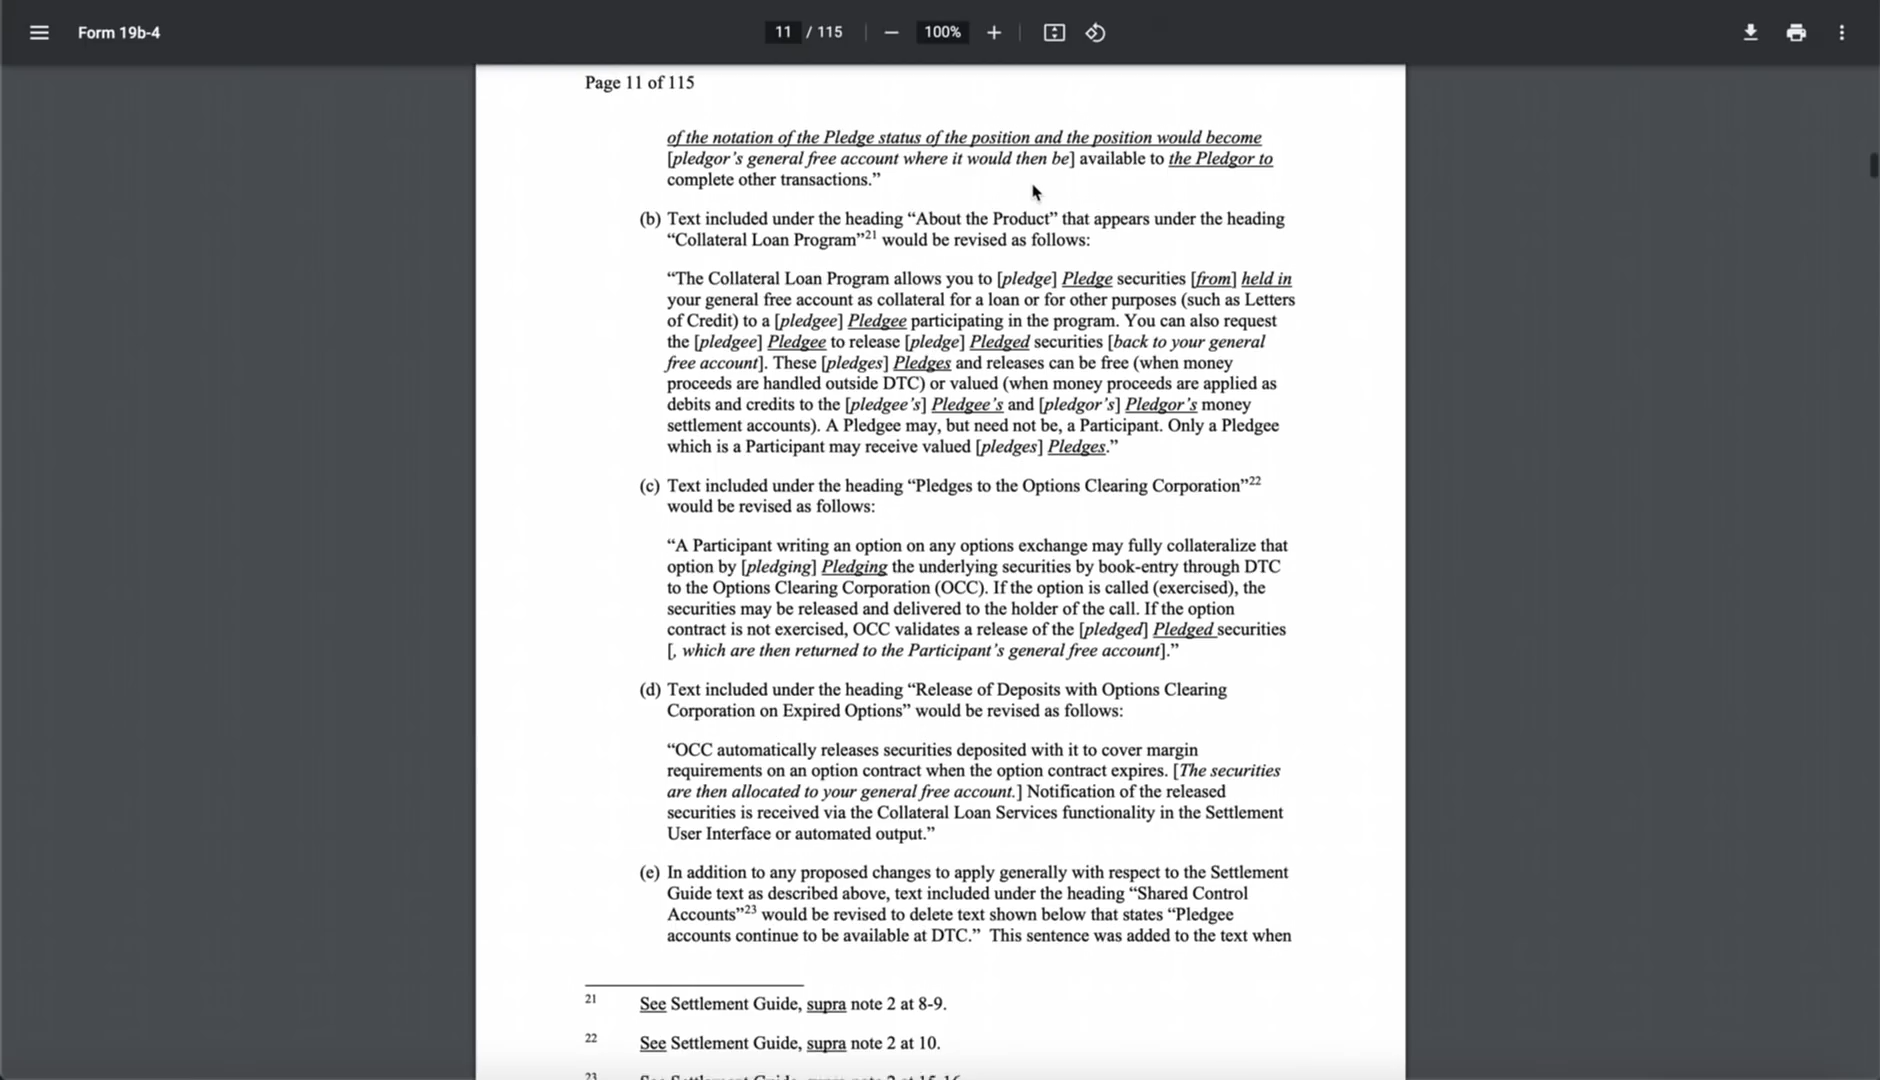 Form 19b-4
11 / 115
100%
Page 11 of 115
of the notation of the Pledge status of the position and the position would become
[pledgor’s general free account where it would then be] available to the Pledgor to
complete other transactions.”
(b) Text included under the heading “About the Product” that appears under the heading
“Collateral Loan Program”21 would be revised as follows:
“The Collateral Loan Program allows you to [pledge] Pledge securities [from] held in
your general free account as collateral for a loan or for other purposes (such as Letters
of Credit) to a [pledgee] Pledgee participating in the program. You can also request
the [pledgee] Pledgee to release [pledge] Pledged securities [back to your general
free account]. These [pledges] Pledges and releases can be free (when money
proceeds are handled outside DTC) or valued (when money proceeds are applied as
debits and credits to the [pledgee’s] Pledgee’s and [pledgor’s] Pledgor’s money
settlement accounts). A Pledgee may, but need not be, a Participant. Only a Pledgee
which is a Participant may receive valued [pledges] Pledges.”
(c) Text included under the heading “Pledges to the Options Clearing Corporation”22
would be revised as follows:
“A Participant writing an option on any options exchange may fully collateralize that
option by [pledging] Pledging the underlying securities by book-entry through DTC
to the Options Clearing Corporation (OCC). If the option is called (exercised), the
securities may be released and delivered to the holder of the call. If the option
contract is not exercised, OCC validates a release of the [pledged] Pledged securities
[, which are then returned to the Participant’s general free account].”
(d) Text included under the heading “Release of Deposits with Options Clearing
Corporation on Expired Options” would be revised as follows:
“OCC automatically releases securities deposited with it to cover margin
requirements on an option contract when the option contract expires. [The securities
are then allocated to your general free account.] Notification of the released
securities is received via the Collateral Loan Services functionality in the Settlement
User Interface or automated output.”
(e) In addition to any proposed changes to apply generally with respect to the Settlement
Guide text as described above, text included under the heading “Shared Control
Accounts”23 would be revised to delete text shown below that states “Pledgee
accounts continue to be available at DTC.” This sentence was added to the text when
21 See Settlement Guide, supra note 2 at 8-9.
22 See Settlement Guide, supra note 2 at 10.